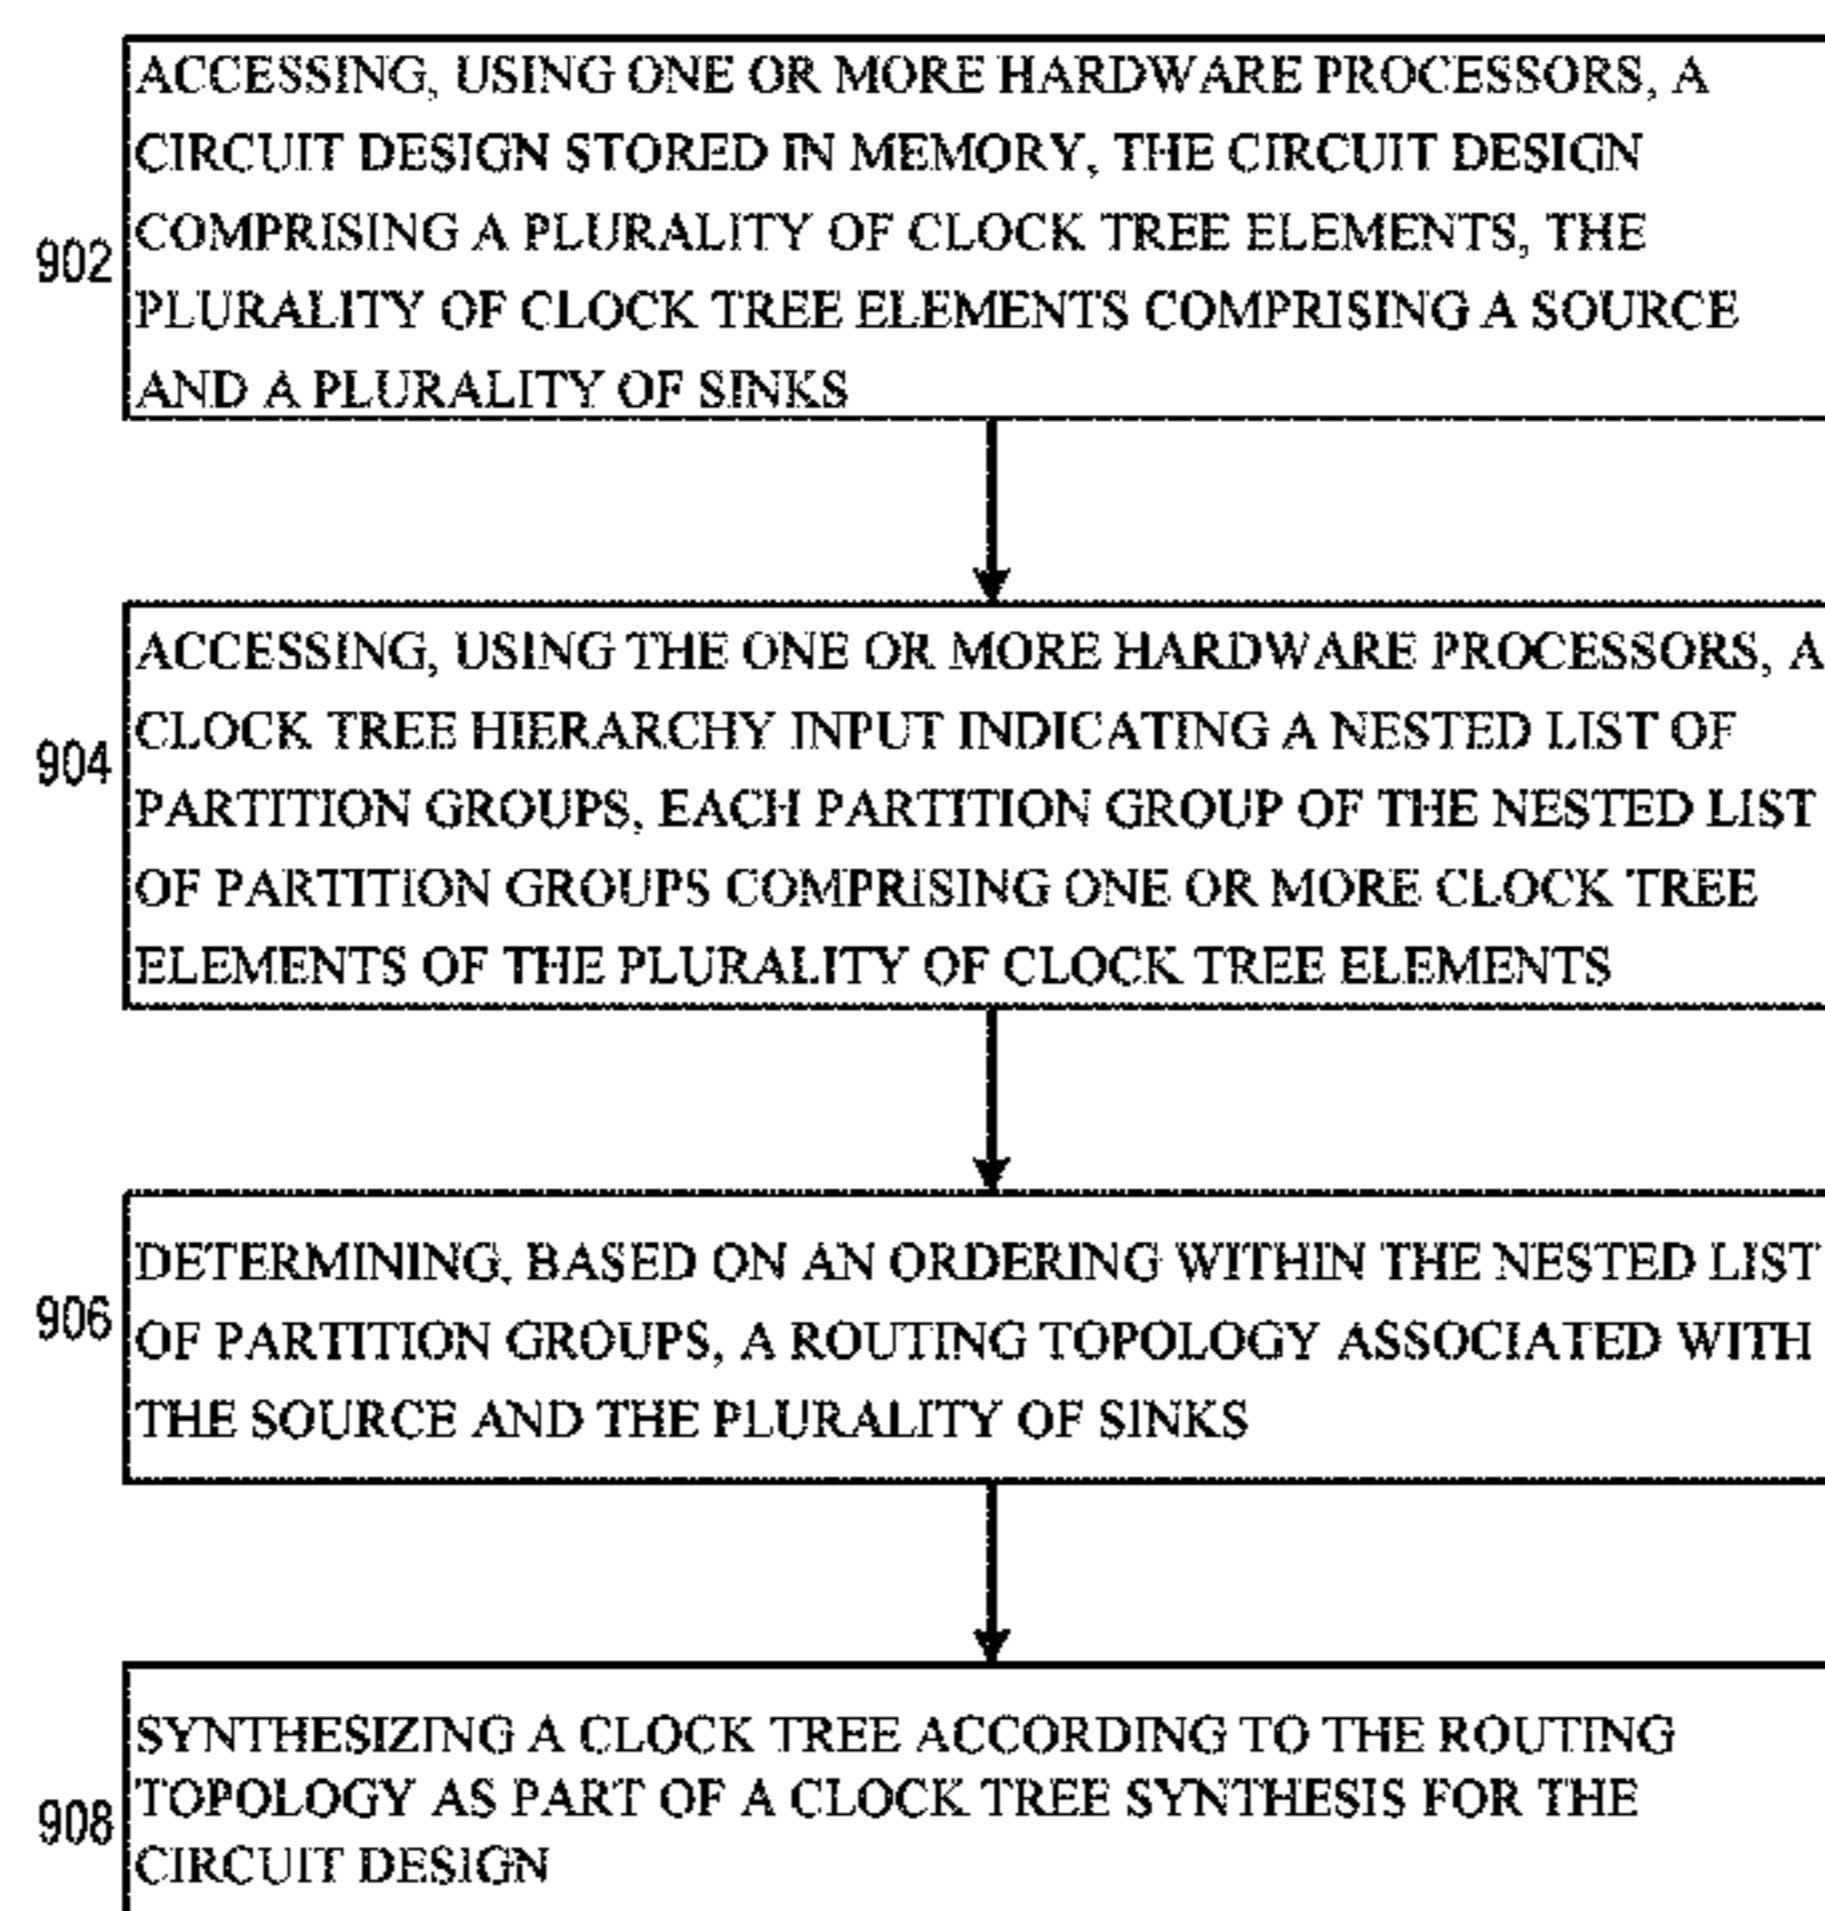 ACCESSING, USING ONE OR MORE HARDWARE PROCESSORS, A
CIRCUIT DESIGN STORED IN MEMORY, THE CIRCUIT DESIGN
COMPRISING A PLURALITY OF CLOCK TREE ELEMENTS, THE
902
PLURALITY OF CLOCK TREE ELEMENTS COMPRISING A SOURCE
AND A PLURALITY OF SINKS
ACCESSING, USING THE ONE OR MORE HARDWARE PROCESSORS, A
CLOCK TREE HIERARCHY INPUT INDICATING A NESTED LIST OF
904
PARTITION GROUPS, EACH PARTITION GROUP OF THE NESTED LIST
OF PARTITION GROUPS COMPRISING ONE OR MORE CLOCK TREE
ELEMENTS OF THE PLURALITY OF CLOCK TREE ELEMENTS
DETERMINING, BASED ON AN ORDERING WITHIN THE NESTED LIST
906
OF PARTITION GROUPS, A ROUTING TOPOLOGY ASSOCIATED WITH
THE SOURCE AND THE PLURALITY OF SINKS
SYNTHESIZING A CLOCK TREE ACCORDING TO THE ROUTING
TOPOLOGY AS PART OF A CLOCK TREE SYNTHESIS FOR THE
908
CIRCUIT DESIGN